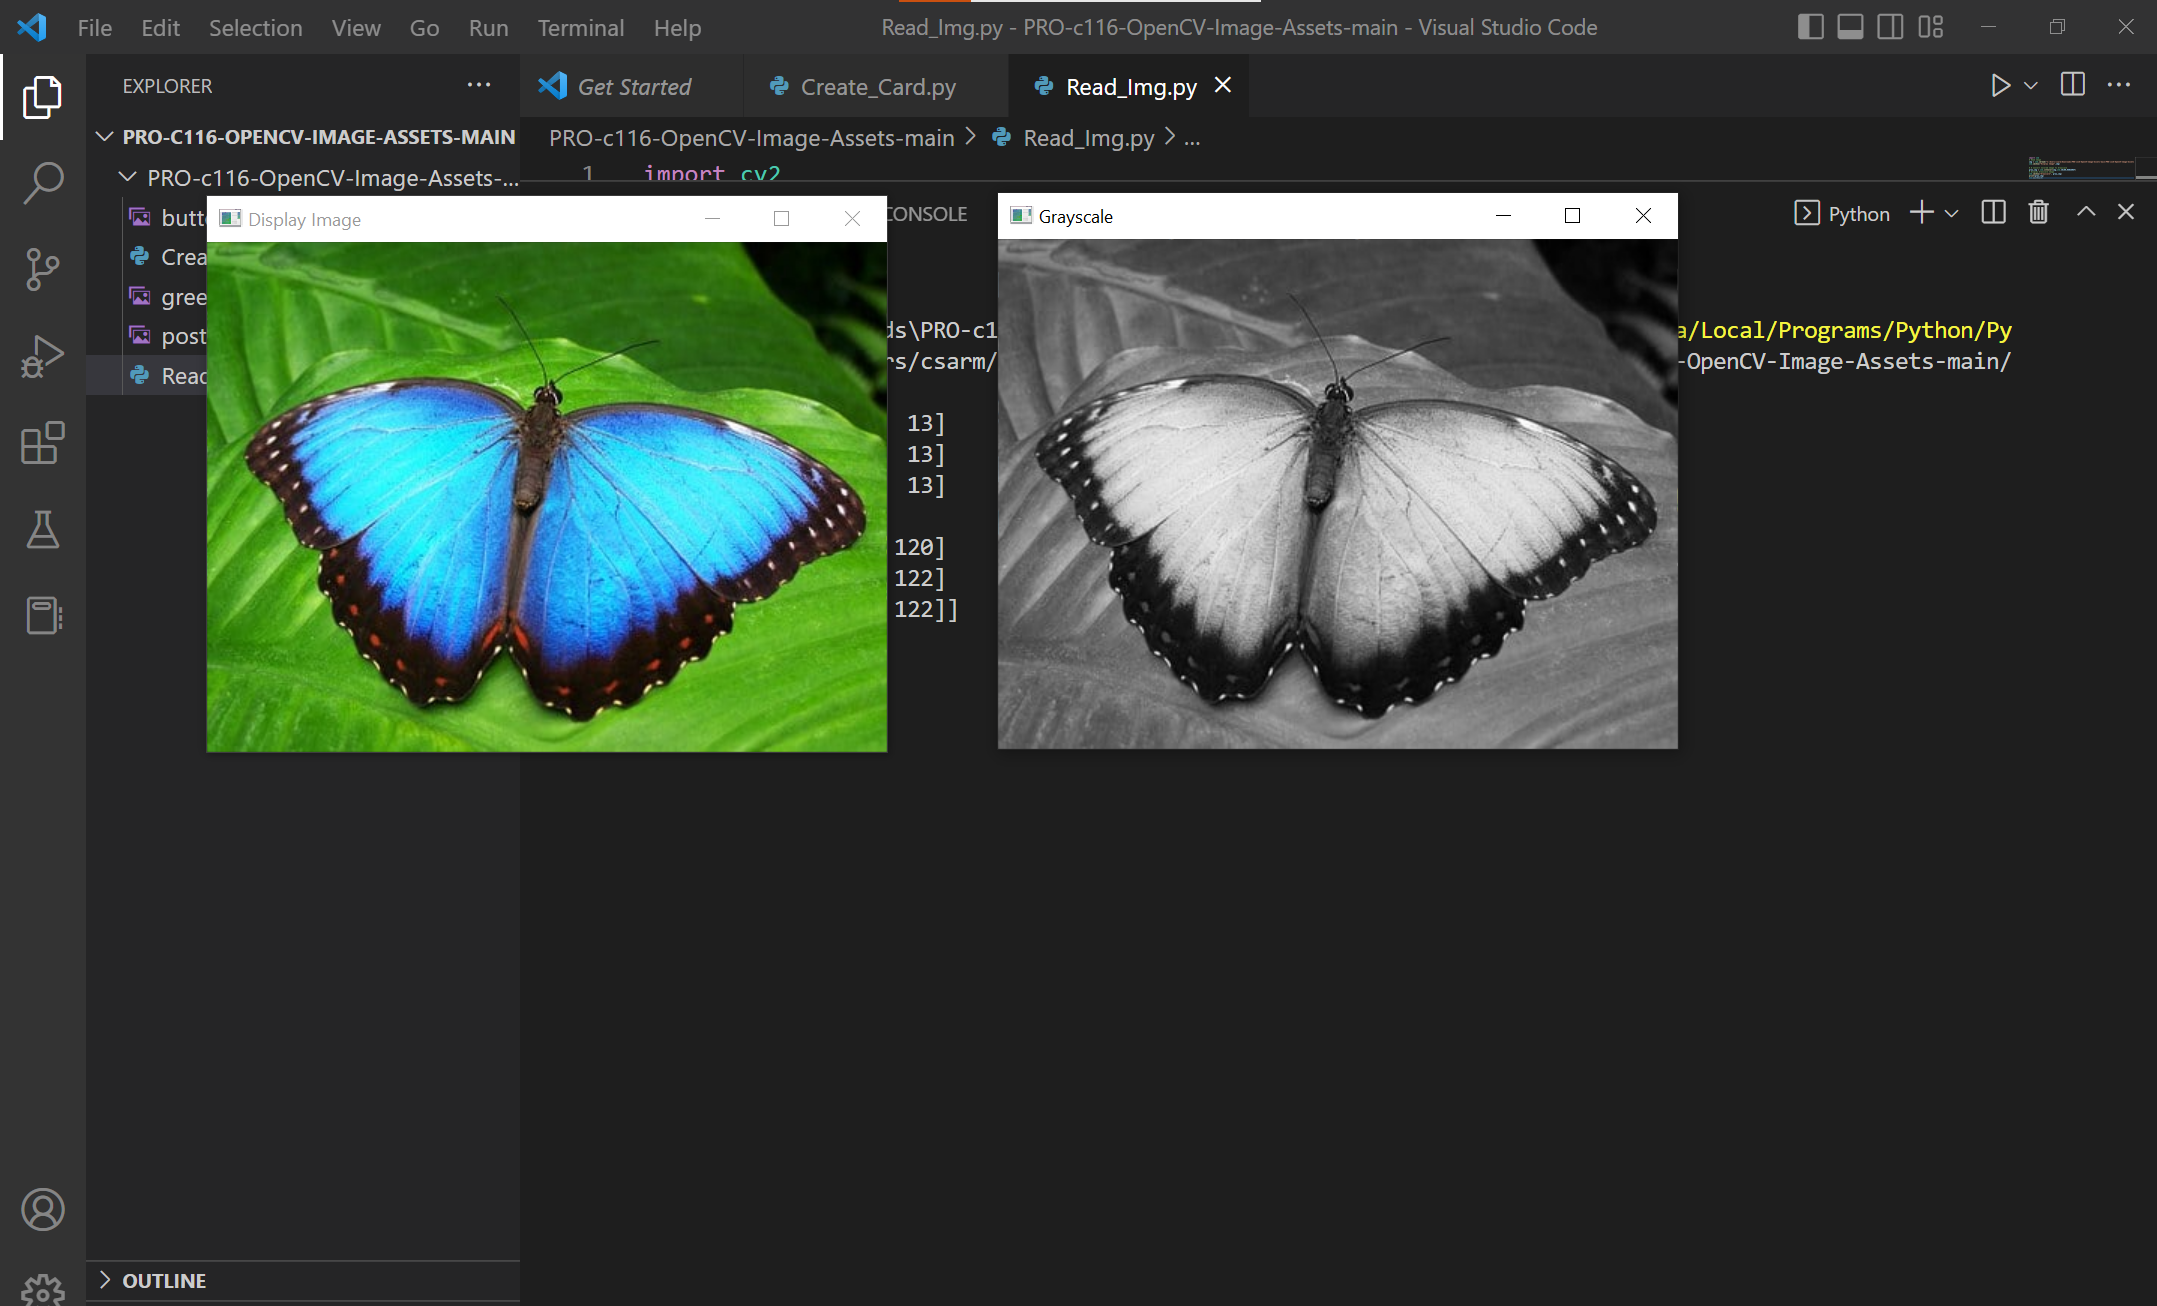 File Edit Selection View Go Run Terminal Help
Read_Img.py - PRO-c116-OpenCV-Image-Assets-main - Visual Studio Code
EXPLORER
Get Started
Create_Card.py
Read_Img.py
PRO-C116-OPENCV-IMAGE-ASSETS-MAIN
PRO-c116-OpenCV-Image-Assets-main > Read_Img.py > ...
PRO-c116-OpenCV-Image-Assets-...
1 import cv2
butt
Crea
gree
post
Read
Display Image
CONSOLE
Grayscale
Python
ds\PRO-c1
a/Local/Programs/Python/Py
rs/csarm/
-OpenCV-Image-Assets-main/
13]
13]
13]
120]
122]
122]]
OUTLINE